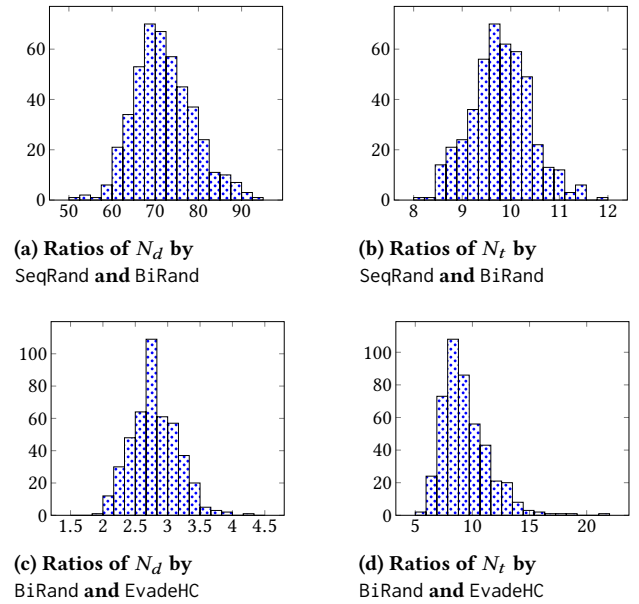 60
40
20
0
50 60 70 80 90
(a) Ratios of N_d by
SeqRand and BiRand
60
40
20
0
8 9 10 11 12
(b) Ratios of N_t by
SeqRand and BiRand
100
80
60
40
20
0
1.5 2 2.5 3 3.5 4 4.5
(c) Ratios of N_d by
BiRand and EvadeHC
100
80
60
40
20
0
5 10 15 20
(d) Ratios of N_t by
BiRand and EvadeHC